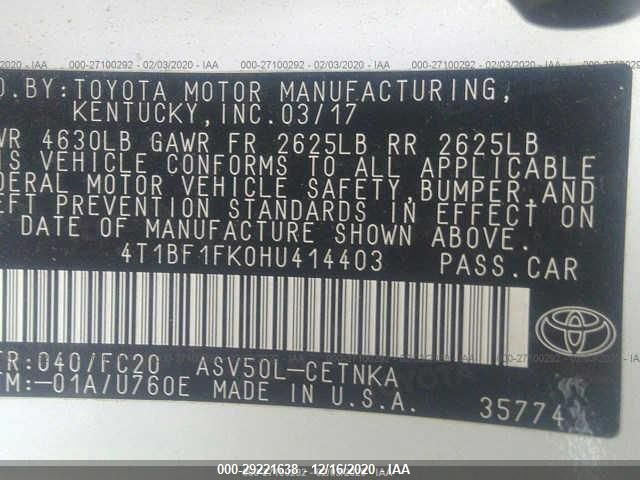 000-27100292 - 02/03/2020 - IAA
D.BY: TOYOTA MOTOR MANUFACTURING,
KENTUCKY, INC. 03/17
WR 4630LB GAWR FR 2625LB RR 2625LB
IS VEHICLE CONFORMS TO ALL APPLICABLE
DERAL MOTOR VEHICLE SAFETY, BUMPER, AND
EFT PREVENTION STANDARDS IN EFFECT ON
DATE OF MANUFACTURE SHOWN ABOVE.
4T1BF1FK0HU414403 PASS.CAR
TR: 040/FC20 ASV50L-CETNKA
TM:-01A/U760E MADE IN U.S.A. 35774
TOYOTA
000-29221638 - 12/16/2020 - IAA